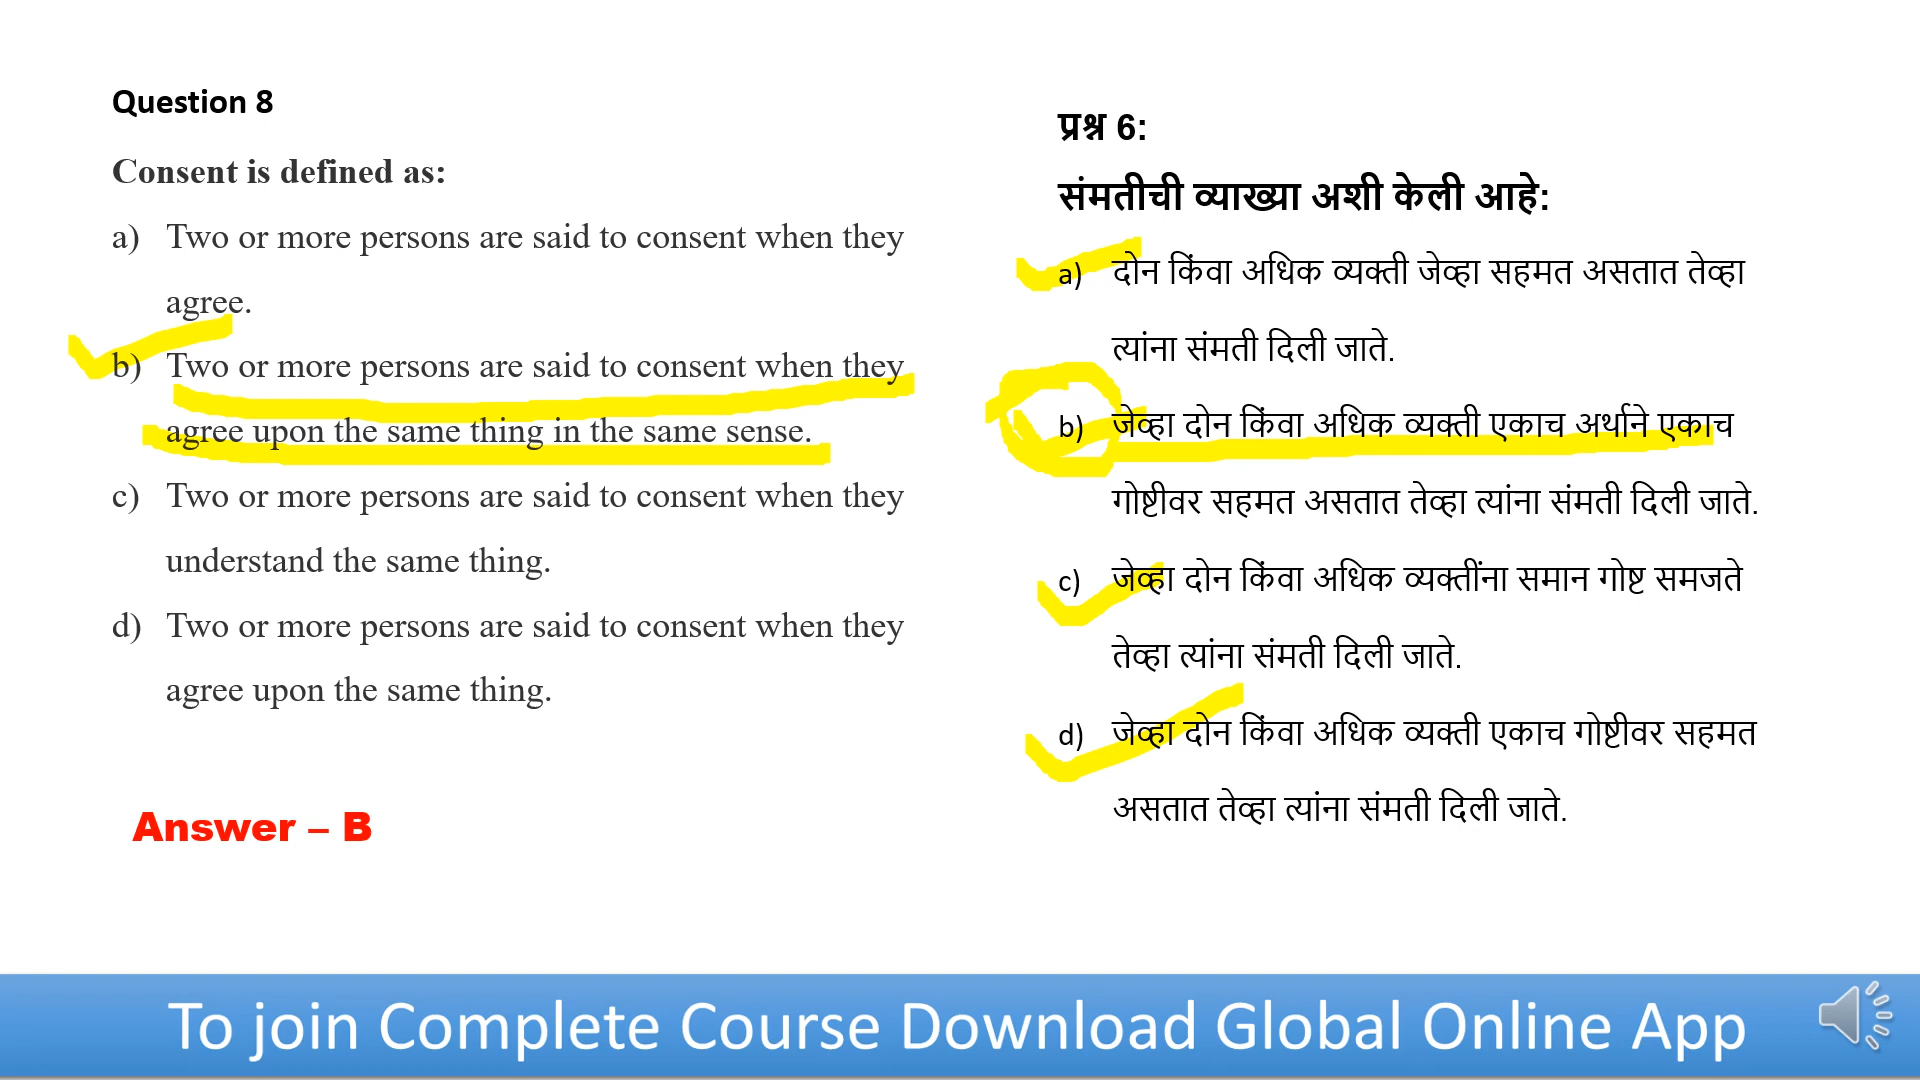 Question 8
Consent is defined as:
a) Two or more persons are said to consent when they
agree.
b) Two or more persons are said to consent when they
agree upon the same thing in the same sense.
c) Two or more persons are said to consent when they
understand the same thing.
d) Two or more persons are said to consent when they
agree upon the same thing.
Answer – B
प्रश्न 6:
संमतीची व्याख्या अशी केली आहे:
a) दोन किंवा अधिक व्यक्ती जेव्हा सहमत असतात तेव्हा
त्यांना संमती दिली जाते.
b) जेव्हा दोन किंवा अधिक व्यक्ती एकाच अर्थाने एकाच
गोष्टीवर सहमत असतात तेव्हा त्यांना संमती दिली जाते.
c) जेव्हा दोन किंवा अधिक व्यक्तींना समान गोष्ट समजते
तेव्हा त्यांना संमती दिली जाते.
d) जेव्हा दोन किंवा अधिक व्यक्ती एकाच गोष्टीवर सहमत
असतात तेव्हा त्यांना संमती दिली जाते.
To join Complete Course Download Global Online App